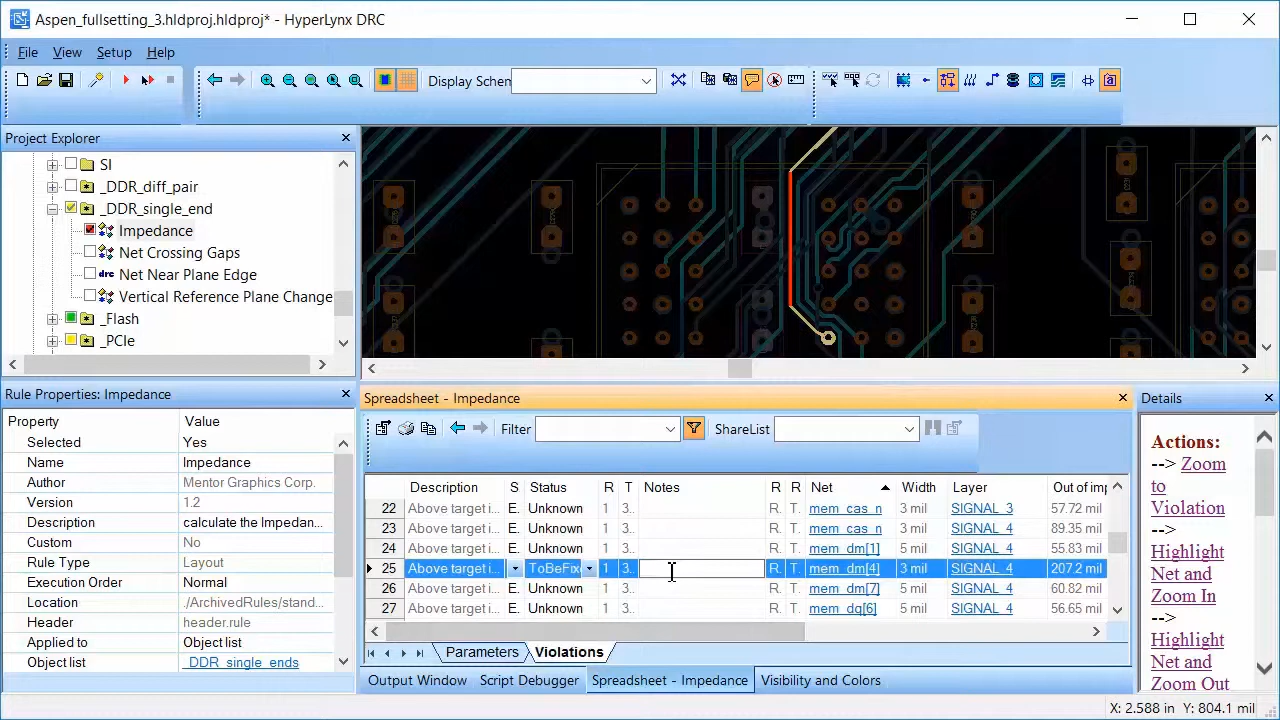 Aspen_fullsetting_3.hldproj.hldproj* - HyperLynx DRC
File View Setup Help
Display Schem
Project Explorer
SI
_DDR_diff_pair
_DDR_single_end
Impedance
Net Crossing Gaps
Net Near Plane Edge
Vertical Reference Plane Change
_Flash
_PCIe
Rule Properties: Impedance
Property Value
Selected Yes
Name Impedance
Author Mentor Graphics Corp.
Version 1.2
Description calculate the Impedan...
Custom No
Rule Type Layout
Execution Order Normal
Location ./ArchivedRules/stand...
Header header.rule
Applied to Object list
Object list _DDR_single_ends
Spreadsheet - Impedance
Filter ShareList
Description S Status R T Notes R R Net Width Layer Out of imp
22 Above target i... E. Unknown 1 3.. R. T. mem_cas_n 3 mil SIGNAL_3 57.72 mil
23 Above target i... E. Unknown 1 3.. R. T. mem_cas_n 3 mil SIGNAL_4 89.35 mil
24 Above target i... E. Unknown 1 3.. R. T. mem_dm[1] 5 mil SIGNAL_4 55.83 mil
25 Above target i... ToBeFix 1 3.. R. T. mem_dm[4] 3 mil SIGNAL_4 207.2 mil
26 Above target i... E. Unknown 1 3.. R. T. mem_dm[7] 5 mil SIGNAL_4 60.82 mil
27 Above target i... E. Unknown 1 3.. R. T. mem_dq[6] 5 mil SIGNAL_4 56.65 mil
Parameters Violations
Output Window Script Debugger Spreadsheet - Impedance Visibility and Colors
Details
Actions:
--> Zoom
to
Violation
-->
Highlight
Net and
Zoom In
-->
Highlight
Net and
Zoom Out
X: 2.588 in Y: 804.1 mil